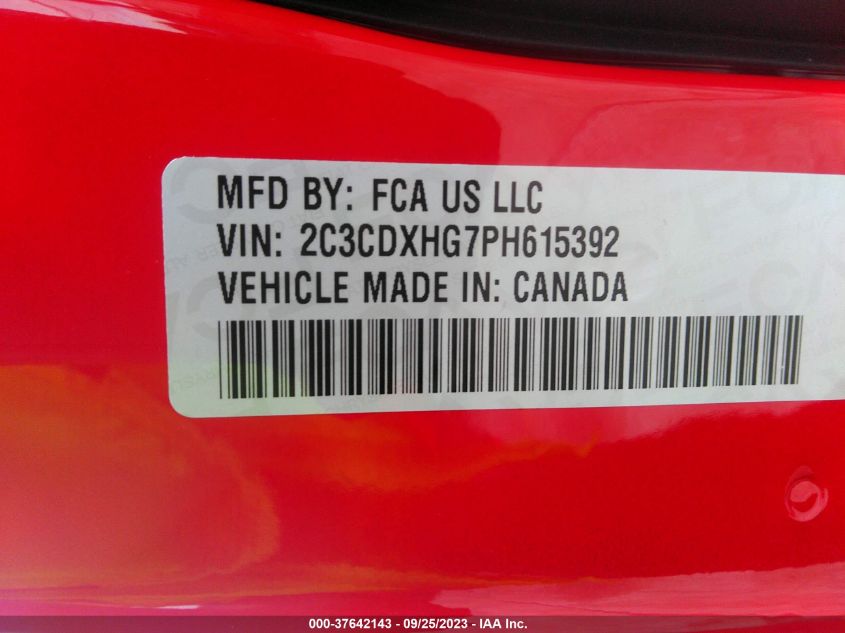 MFD BY: FCA US LLC
VIN: 2C3CDXHG7PH615392
VEHICLE MADE IN: CANADA
000-37642143 - 09/25/2023 - IAA Inc.